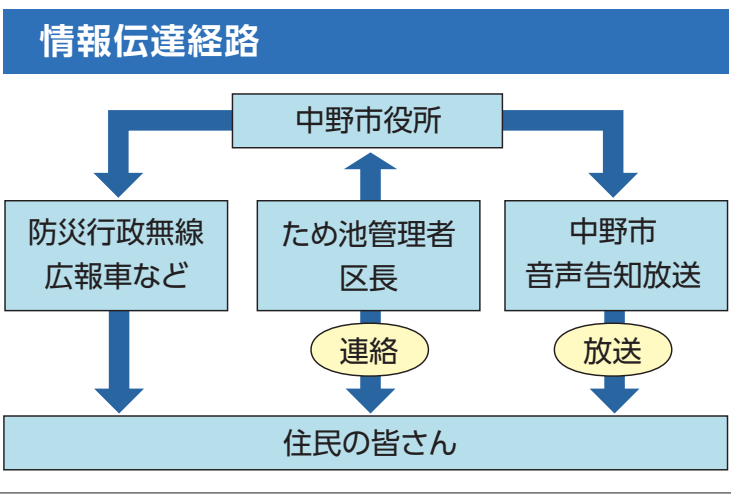 情報伝達経路
中野市役所
防災行政無線
広報車など
ため池管理者
区長
中野市
音声告知放送
連絡
放送
住民の皆さん